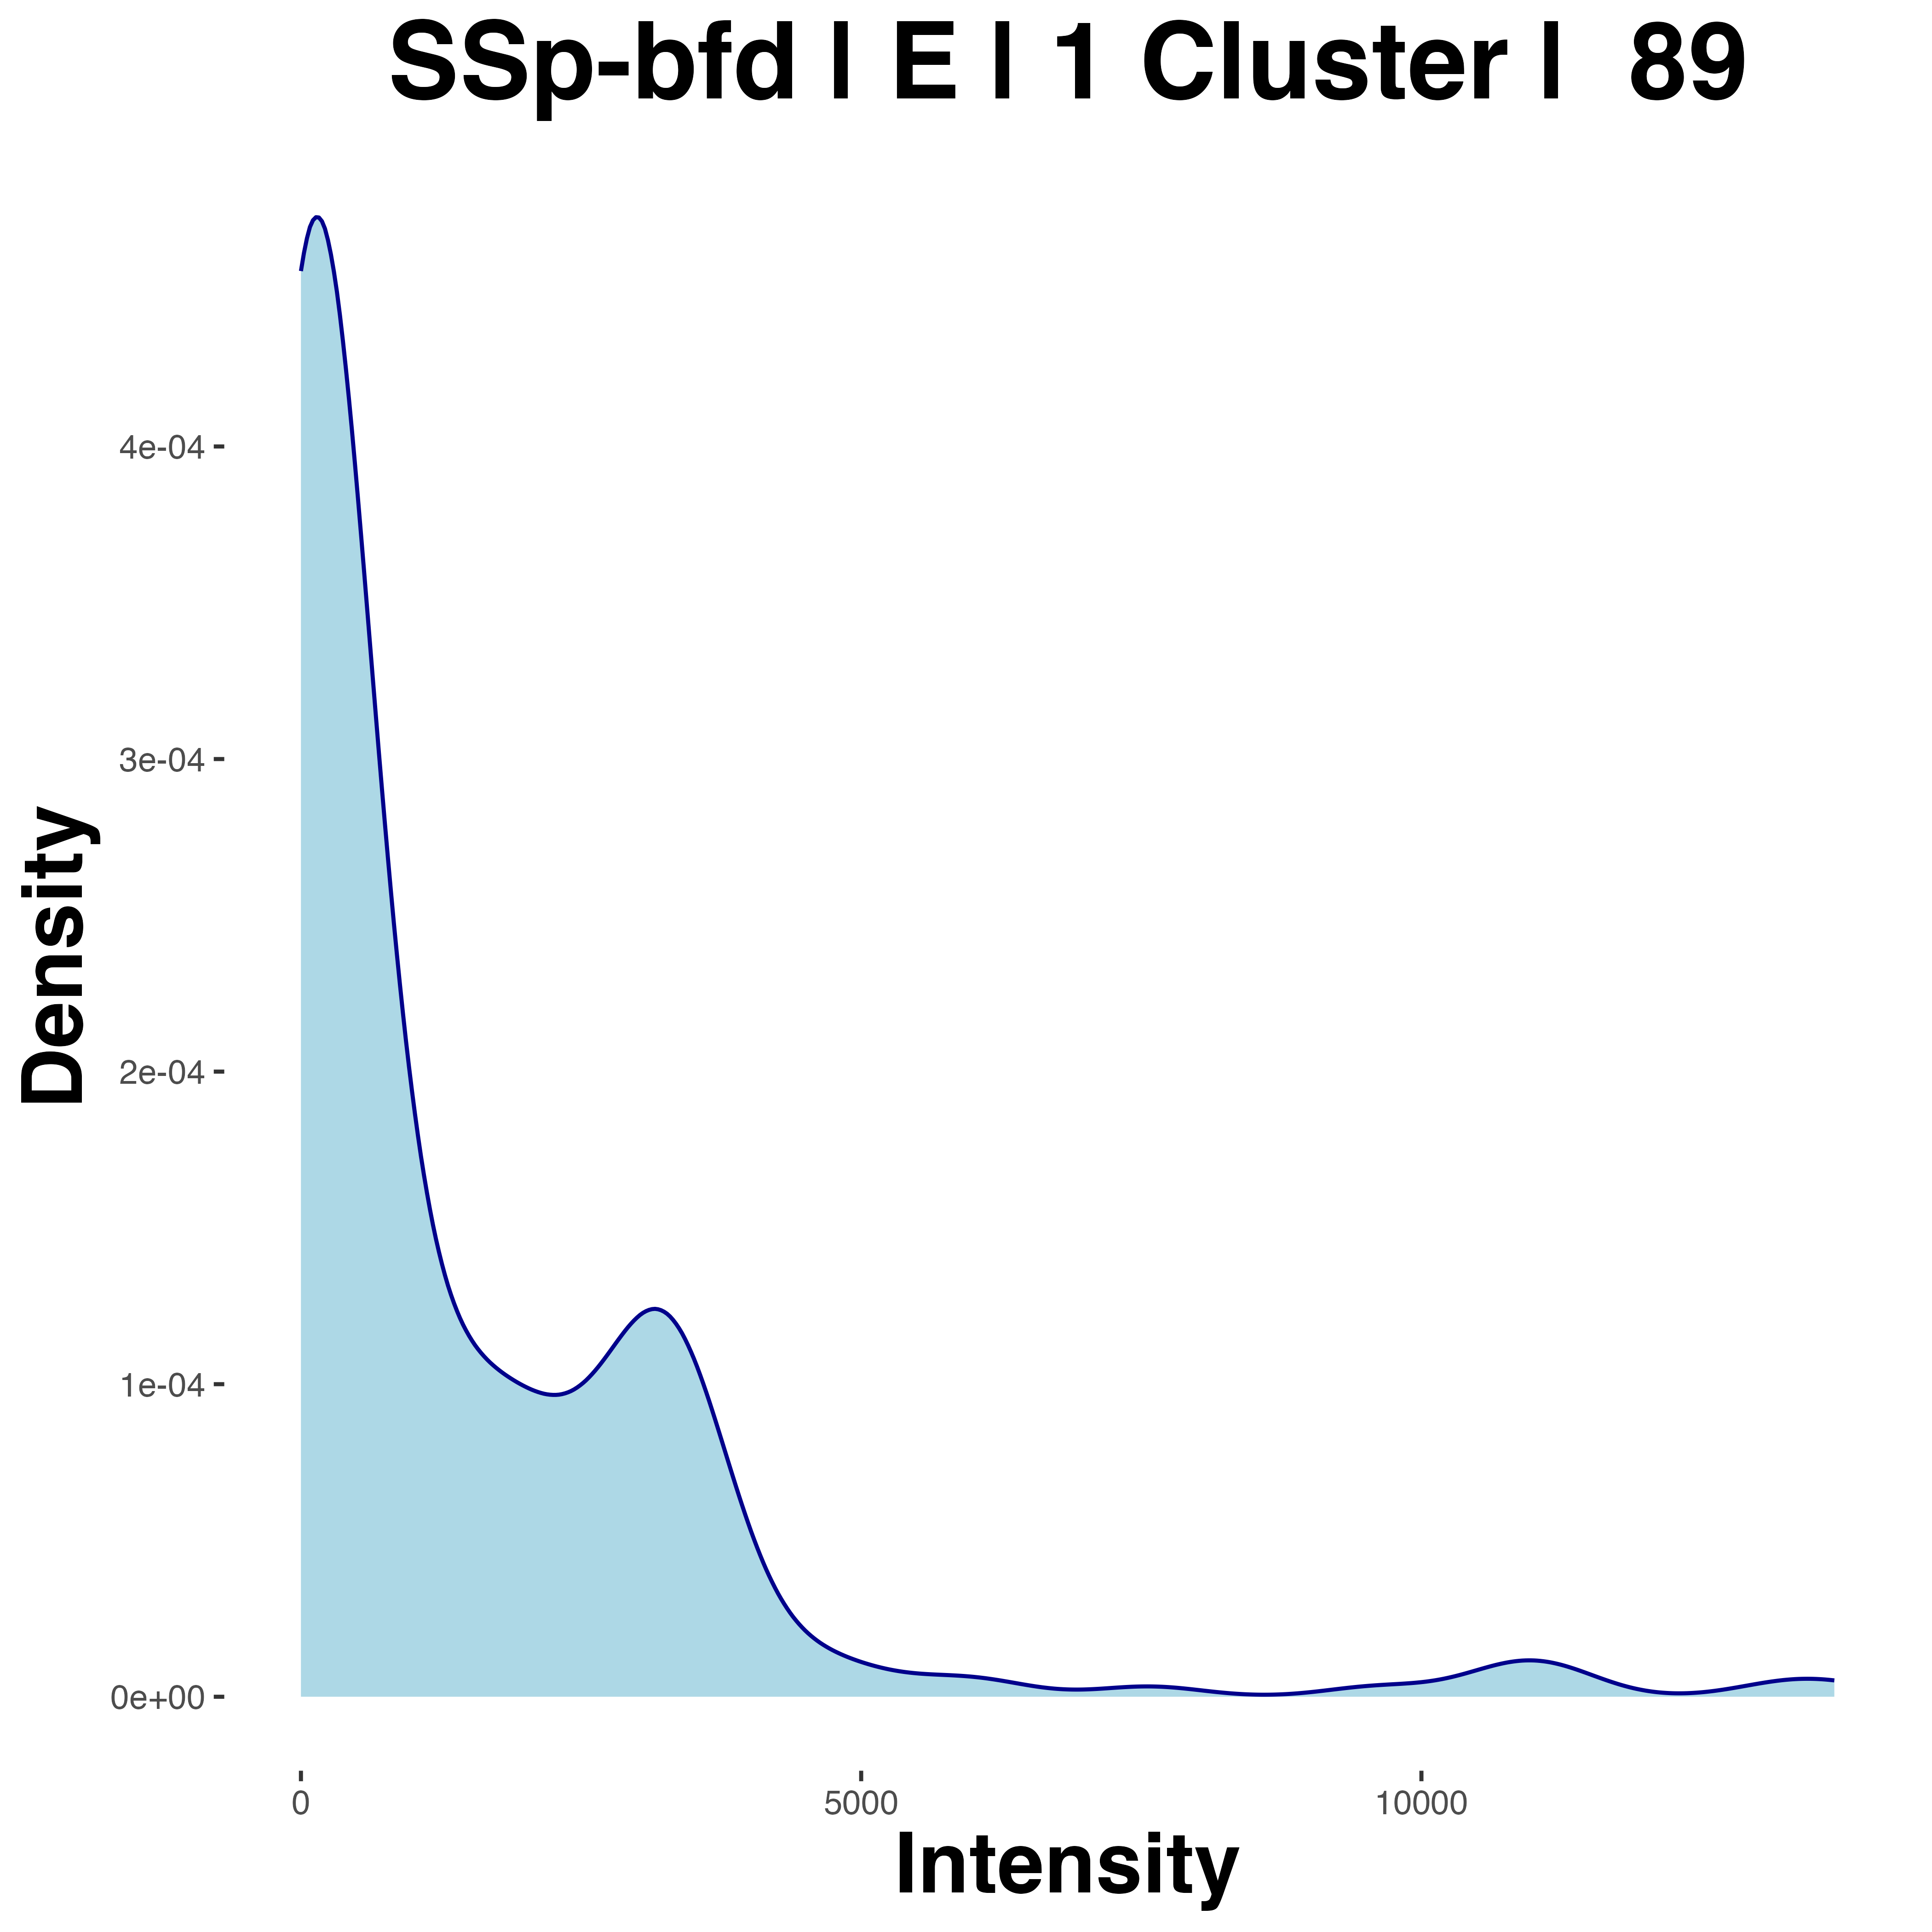 SSp-bfd | E | 1 Cluster |  89
Density
4e-04
3e-04
2e-04
1e-04
0e+00
0
5000
10000
Intensity